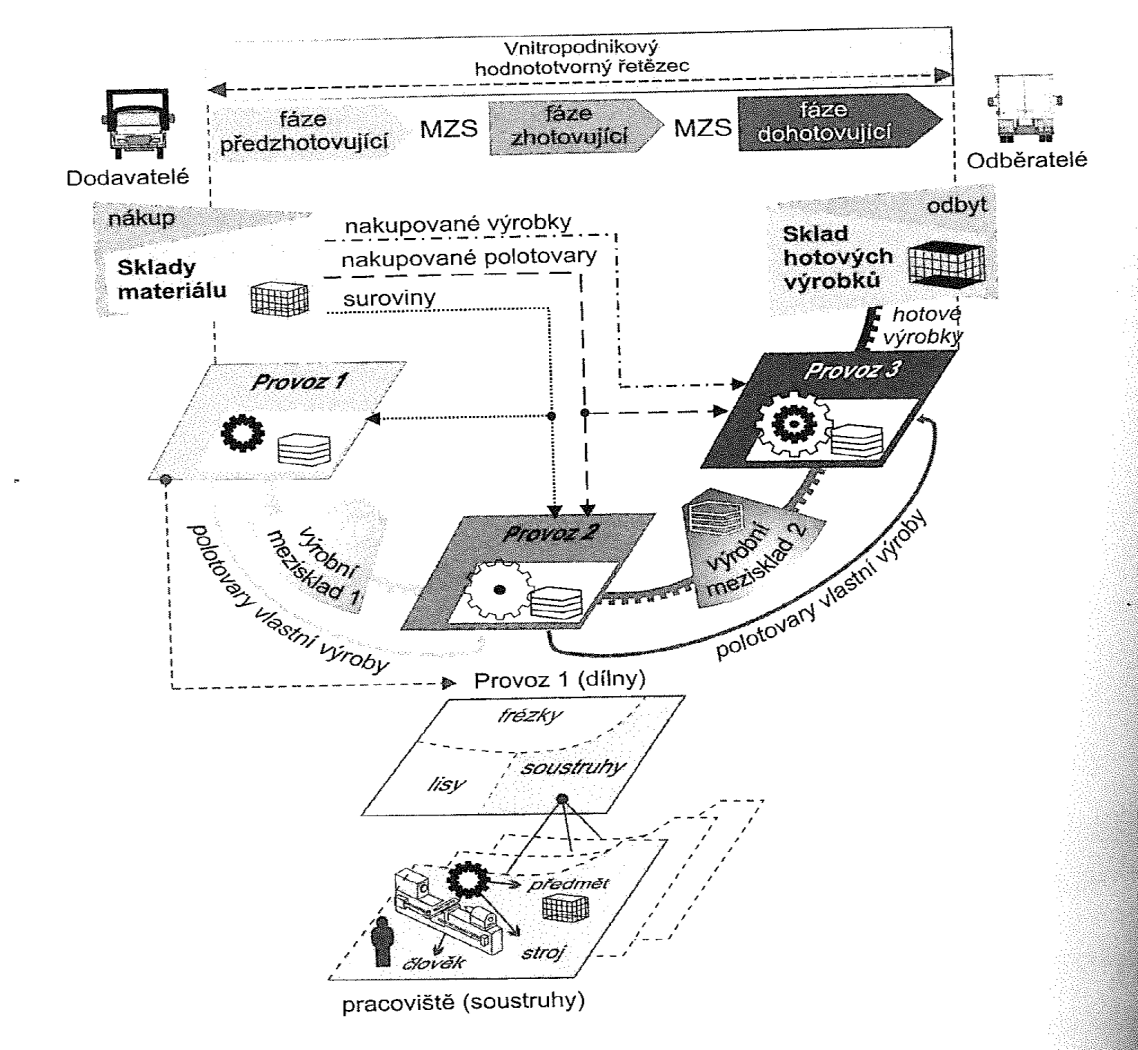 Vnitropodnikový
hodnototvorný řetězec
fáze
předzhotovující
MZS
fáze
zhotovující
MZS
fáze
dohotovující
Dodavatelé
Odběratelé
nákup
Sklady
materiálu
nakupované výrobky
nakupované polotovary
suroviny
odbyt
Sklad
hotových
výrobků
hotové
výrobky
Provoz 1
Provoz 3
Provoz 2
výrobní
mezisklad 1
polotovary vlastní výroby
výrobní
mezisklad 2
polotovary vlastní výroby
Provoz 1 (dílny)
frézky
lisy
soustruhy
předmět
stroj
člověk
pracoviště (soustruhy)